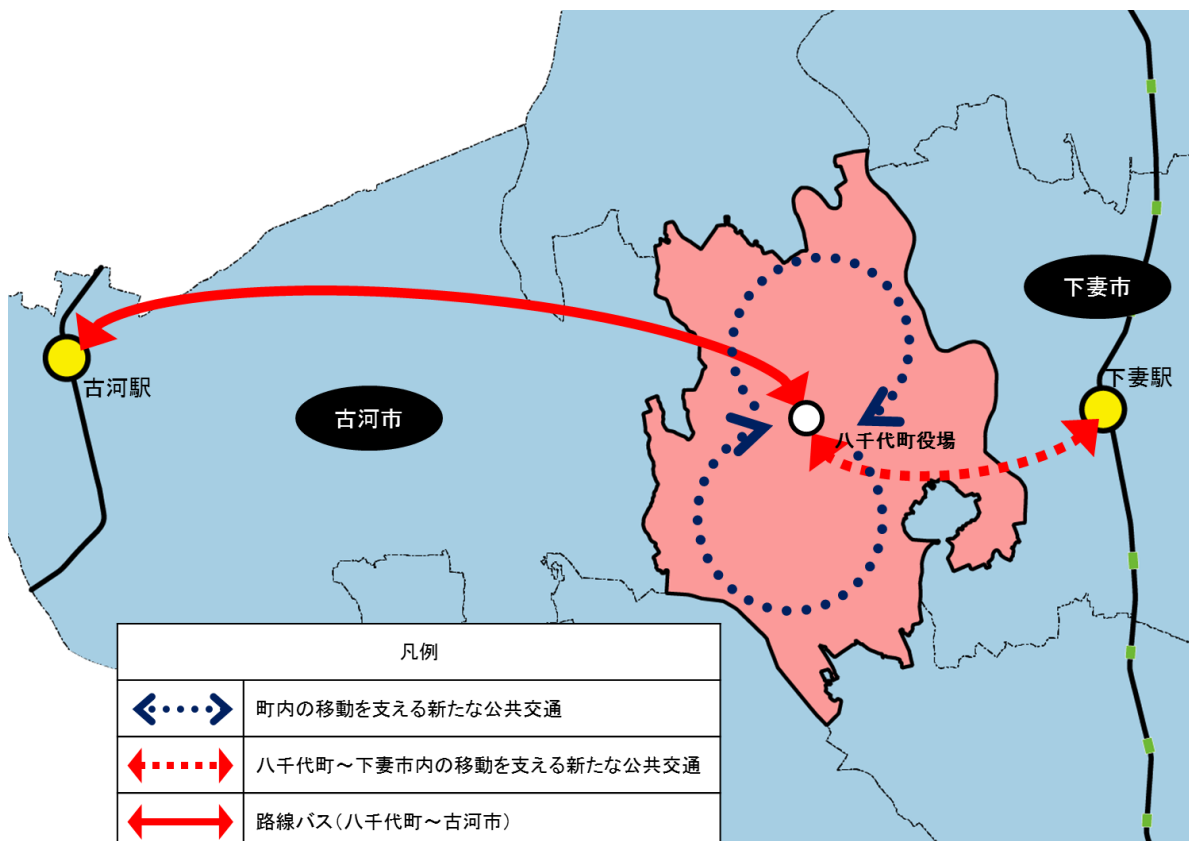 下妻市
下妻駅
古河駅
古河市
八千代町役場
凡例
町内の移動を支える新たな公共交通
八千代町～下妻市内の移動を支える新たな公共交通
路線バス(八千代町～古河市)